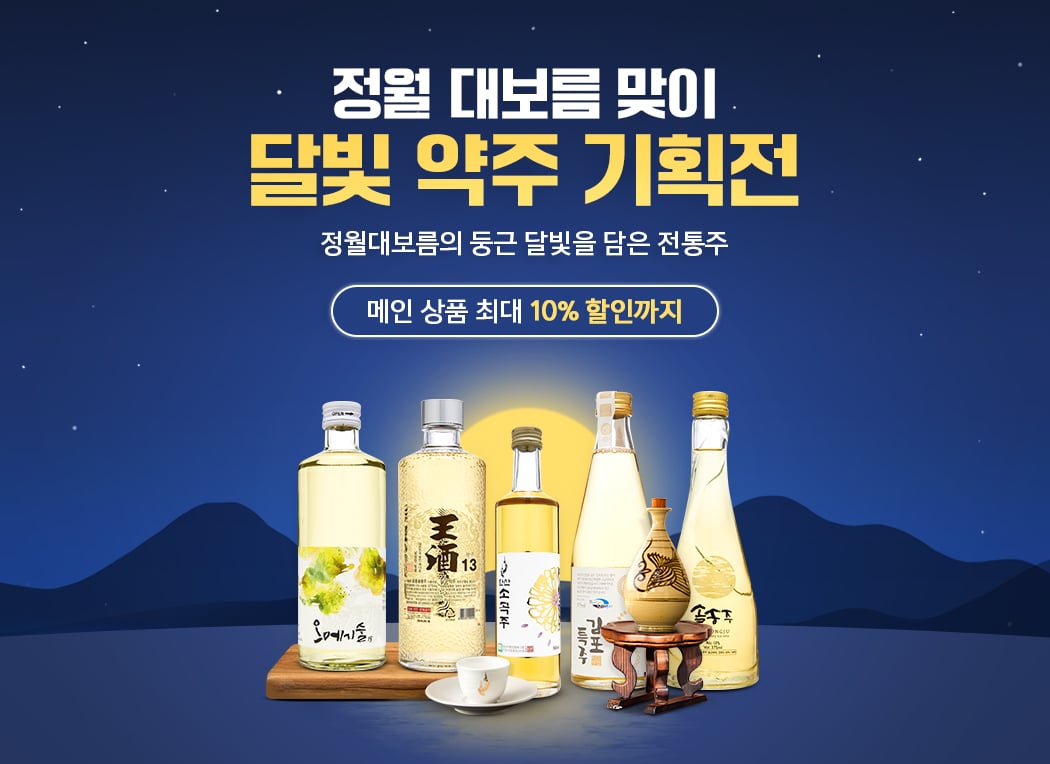 정월 대보름 맞이
달빛 약주 기획전
정월대보름의 둥근 달빛을 담은 전통주
메인 상품 최대 10% 할인까지
오메기술
王酒
13
소곡주
김포
특주
솔송주